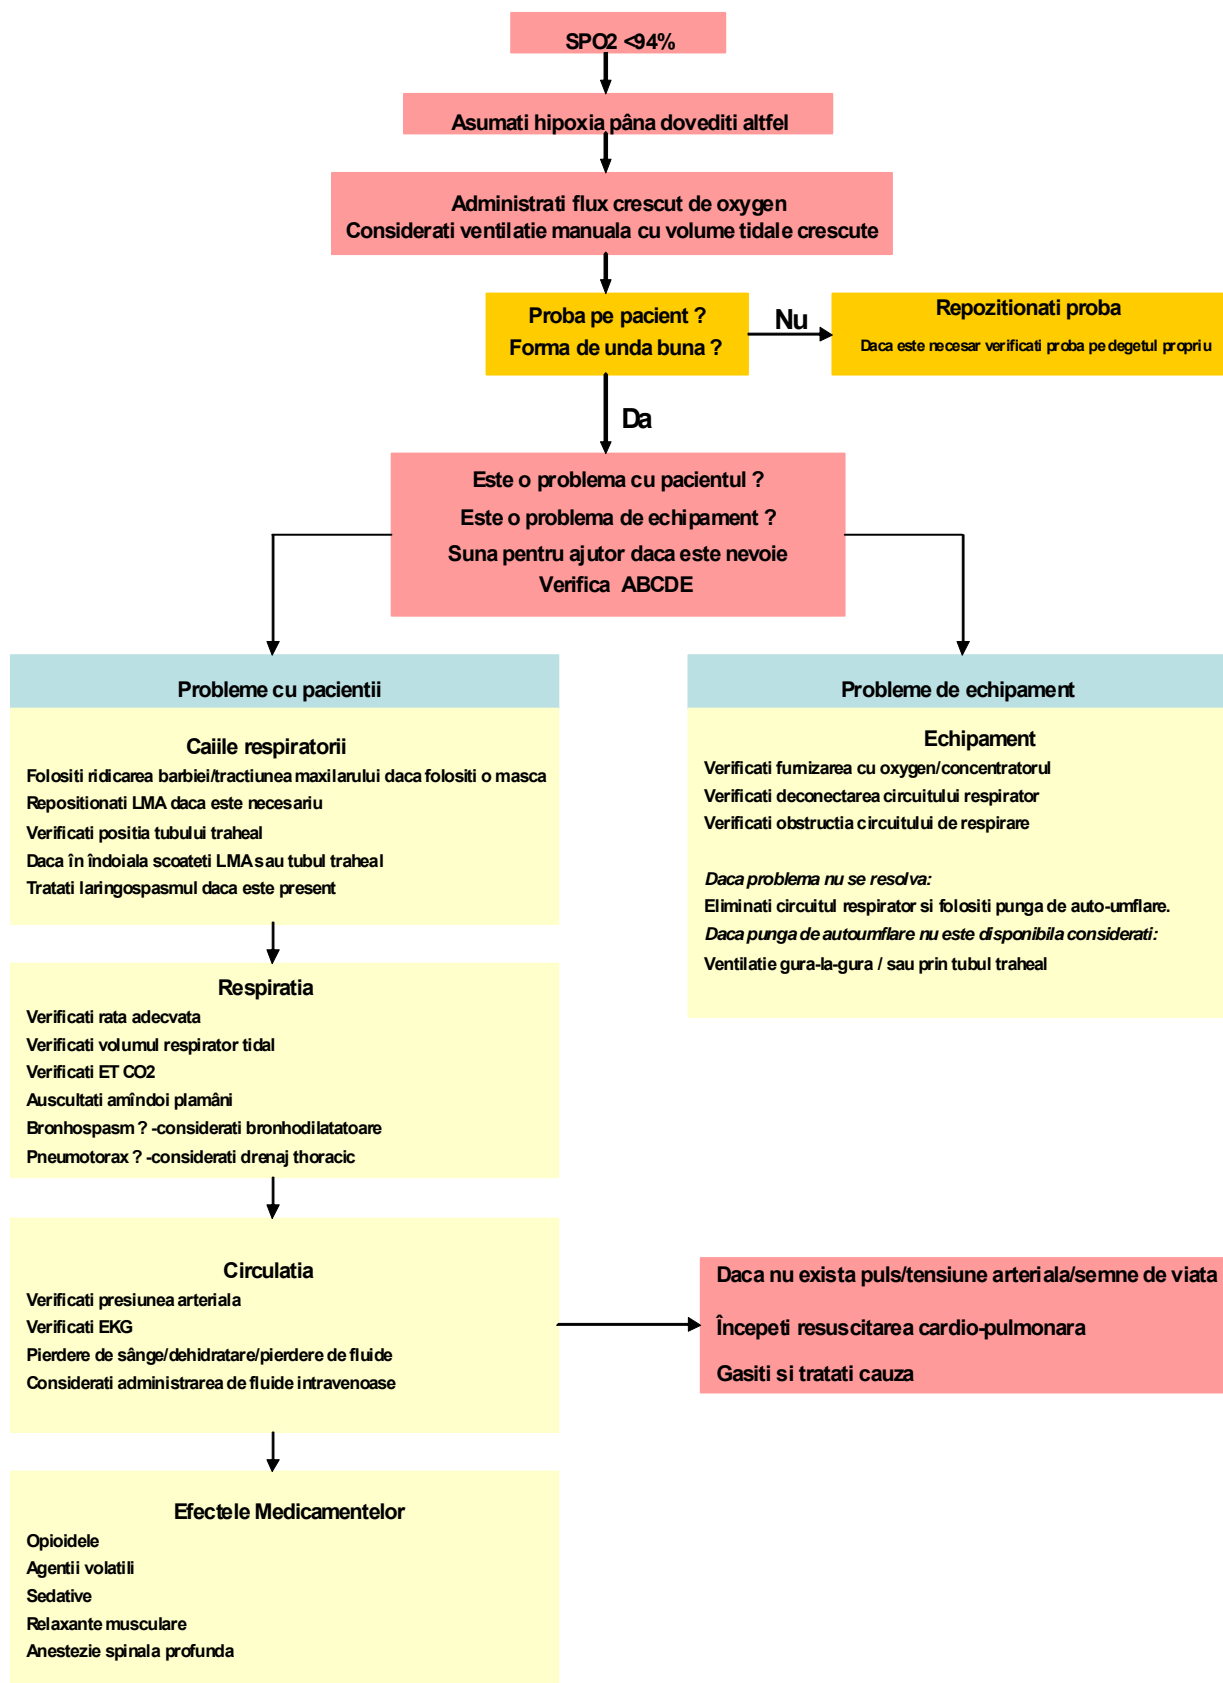 SPO2 <94%
Asumati hipoxia pâna dovediti altfel
Administrati flux crescut de oxygen
Considerati ventilatie manuala cu volume tidale crescute
Proba pe pacient ?
Forma de unda buna ?
Nu
Repozitionati proba
Daca este necesar verificati proba pe degetul propriu
Da
Este o problema cu pacientul ?
Este o problema de echipament ?
Suna pentru ajutor daca este nevoie
Verifica ABCDE
Probleme cu pacientii
Caiile respiratorii
Folositi ridicarea barbiei/tractiunea maxilarului daca folositi o masca
Repositionati LMA daca este necesariu
Verificati positia tubului traheal
Daca în îndoiala scoateti LMA sau tubul traheal
Tratati laringospasmul daca este present
Respiratia
Verificati rata adecvata
Verificati volumul respirator tidal
Verificati ET CO2
Auscultati amîndoi plamâni
Bronhospasm ? -considerati bronhodilatatoare
Pneumotorax ? -considerati drenaj thoracic
Circulatia
Verificati presiunea arteriala
Verificati EKG
Pierdere de sânge/dehidratare/pierdere de fluide
Considerati administrarea de fluide intravenoase
Efectele Medicamentelor
Opioidele
Agentii volatili
Sedative
Relaxante musculare
Anestezie spinala profunda
Probleme de echipament
Echipament
Verificati furnizarea cu oxygen/concentratorul
Verificati deconectarea circuitului respirator
Verificati obstructia circuitului de respirare
Daca problema nu se resolva:
Eliminati circuitul respirator si folositi punga de auto-umflare.
Daca punga de autoumflare nu este disponibila considerati:
Ventilatie gura-la-gura / sau prin tubul traheal
Daca nu exista puls/tensiune arteriala/semne de viata
Începeti resuscitarea cardio-pulmonara
Gasiti si tratati cauza